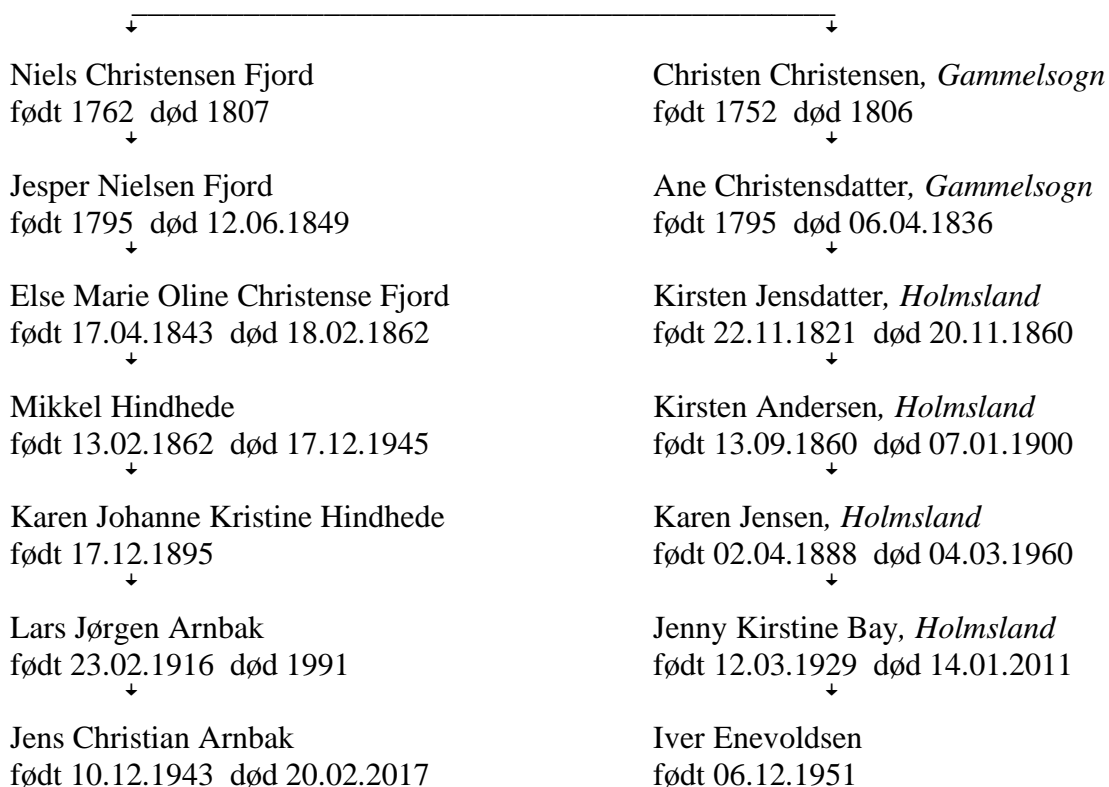 Niels Christensen Fjord
født 1762 død 1807
Christen Christensen, Gammelsogn
født 1752 død 1806
Jesper Nielsen Fjord
født 1795 død 12.06.1849
Ane Christensdatter, Gammelsogn
født 1795 død 06.04.1836
Else Marie Oline Christense Fjord
født 17.04.1843 død 18.02.1862
Kirsten Jensdatter, Holmsland
født 22.11.1821 død 20.11.1860
Mikkel Hindhede
født 13.02.1862 død 17.12.1945
Kirsten Andersen, Holmsland
født 13.09.1860 død 07.01.1900
Karen Johanne Kristine Hindhede
født 17.12.1895
Karen Jensen, Holmsland
født 02.04.1888 død 04.03.1960
Lars Jørgen Arnbak
født 23.02.1916 død 1991
Jenny Kirstine Bay, Holmsland
født 12.03.1929 død 14.01.2011
Jens Christian Arnbak
født 10.12.1943 død 20.02.2017
Iver Enevoldsen
født 06.12.1951